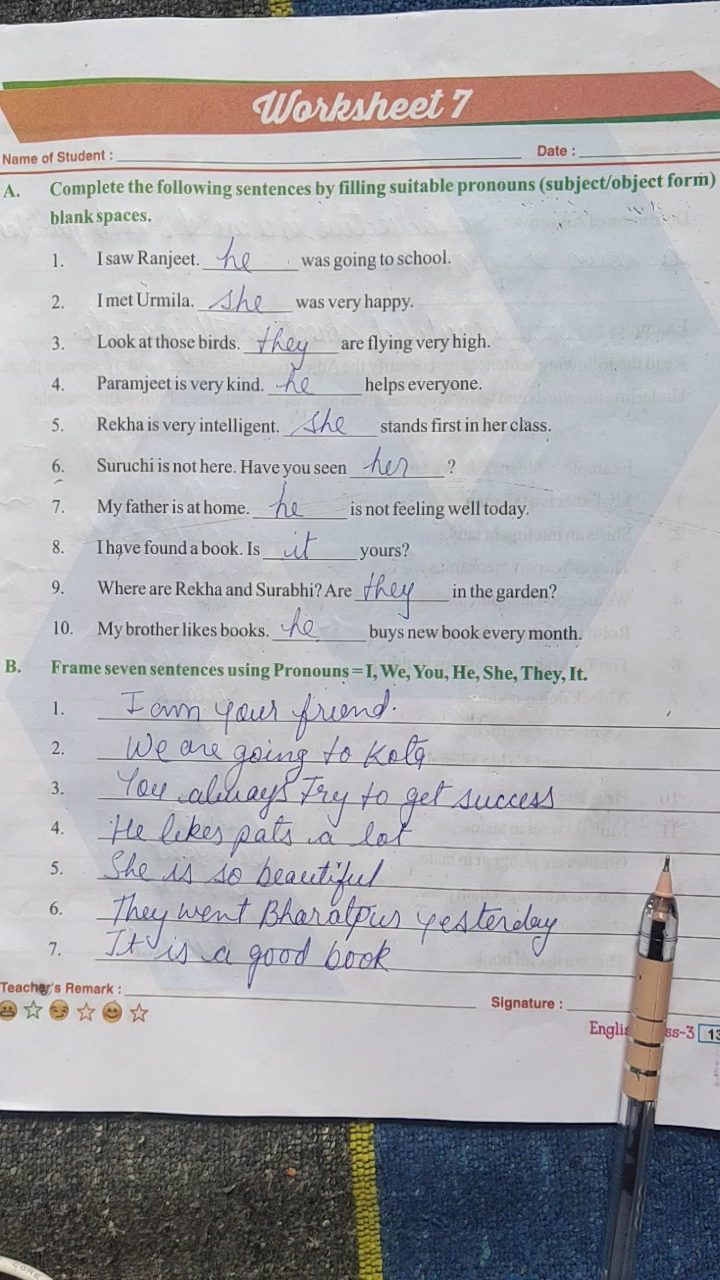 Worksheet 7
Name of Student : Date :
A. Complete the following sentences by filling suitable pronouns (subject/object form)
blank spaces.
1. I saw Ranjeet. he was going to school.
2. I met Urmila. she was very happy.
3. Look at those birds. they are flying very high.
4. Paramjeet is very kind. he helps everyone.
5. Rekha is very intelligent. she stands first in her class.
6. Suruchi is not here. Have you seen her ?
7. My father is at home. he is not feeling well today.
8. I have found a book. Is it yours?
9. Where are Rekha and Surabhi? Are they in the garden?
10. My brother likes books. he buys new book every month.
B. Frame seven sentences using Pronouns = I, We, You, He, She, They, It.
1. I am your friend.
2. We are going to Kota
3. You always Try to get success
4. He likes pats a lot
5. She is so beautiful
6. They went Bharatpur yesterday
7. It is a good book
Teacher's Remark :
Signature :
Englis ss-3 13